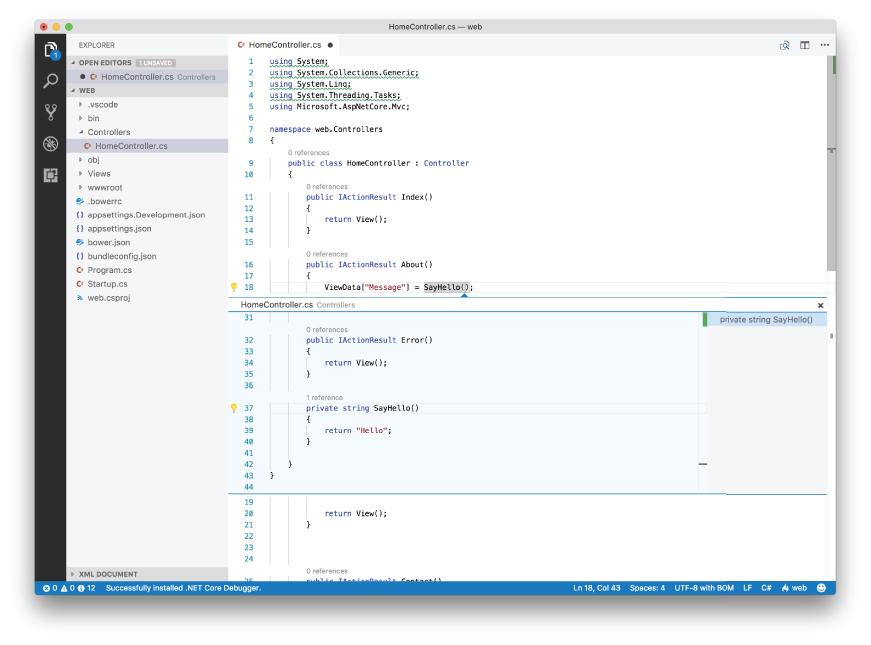 HomeController.cs — web
EXPLORER
OPEN EDITORS 1 UNSAVED
HomeController.cs Controllers
WEB
.vscode
bin
Controllers
HomeController.cs
obj
Views
wwwroot
.bowerrc
{} appsettings.Development.json
{} appsettings.json
bower.json
{} bundleconfig.json
Program.cs
Startup.cs
web.csproj
XML DOCUMENT
1
HomeController.cs ●
1 using System;
2 using System.Collections.Generic;
3 using System.Linq;
4 using System.Threading.Tasks;
5 using Microsoft.AspNetCore.Mvc;
6
7 namespace web.Controllers
8 {
0 references
9 public class HomeController : Controller
10 {
0 references
11 public IActionResult Index()
12 {
13 return View();
14 }
15
0 references
16 public IActionResult About()
17 {
18 ViewData["Message"] = SayHello();
HomeController.cs Controllers
private string SayHello()
31
0 references
32 public IActionResult Error()
33 {
34 return View();
35 }
36
1 reference
37 private string SayHello()
38 {
39 return "Hello";
40 }
41
42 }
43 }
44
19
20 return View();
21 }
22
23
24
0 references
25 public IActionResult Contact()
0 0 12 Successfully installed .NET Core Debugger.
Ln 18, Col 43 Spaces: 4 UTF-8 with BOM LF C# web